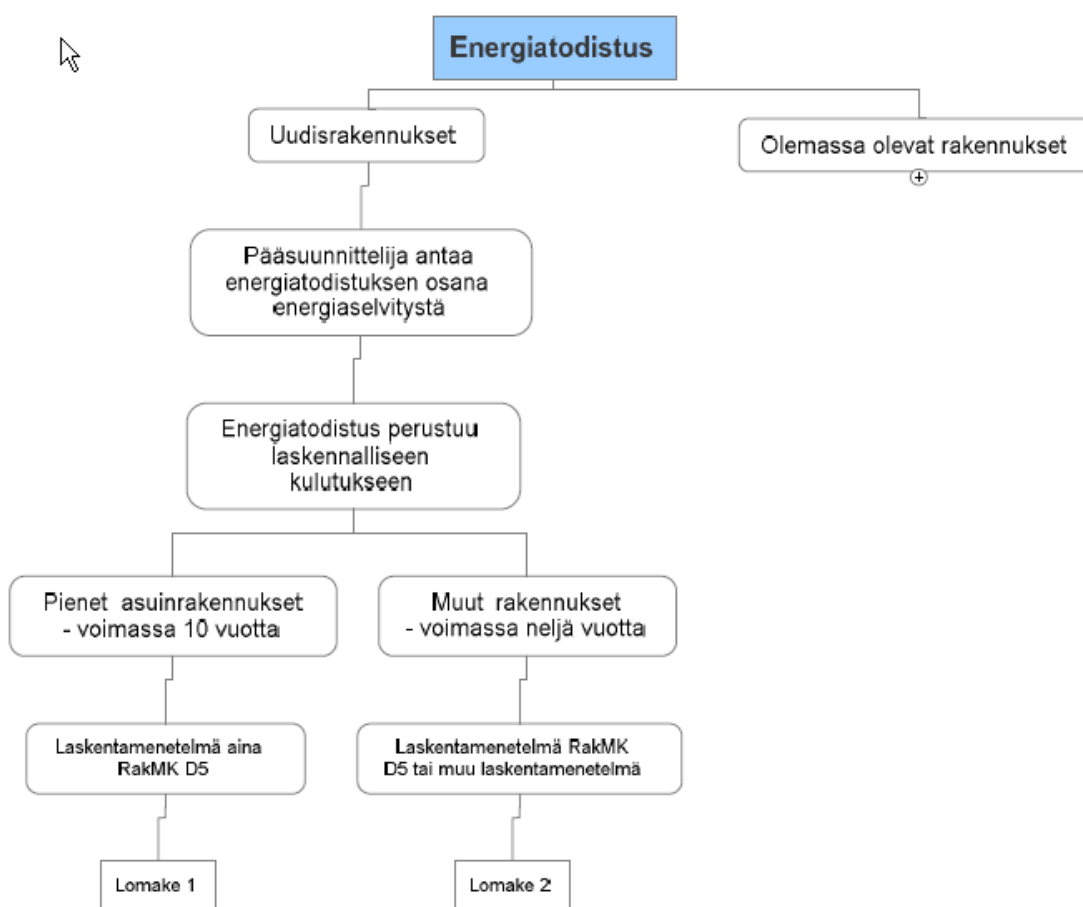 Energiatodistus
Uudisrakennukset
Olemassa olevat rakennukset
Pääsuunnittelija antaa
energiatodistuksen osana
energiaselvitystä
Energiatodistus perustuu
laskennalliseen
kulutukseen
Pienet asuinrakennukset
- voimassa 10 vuotta
Muut rakennukset
- voimassa neljä vuotta
Laskentamenetelmä aina
RakMK D5
Laskentamenetelmä RakMK
D5 tai muu laskentamenetelmä
Lomake 1
Lomake 2